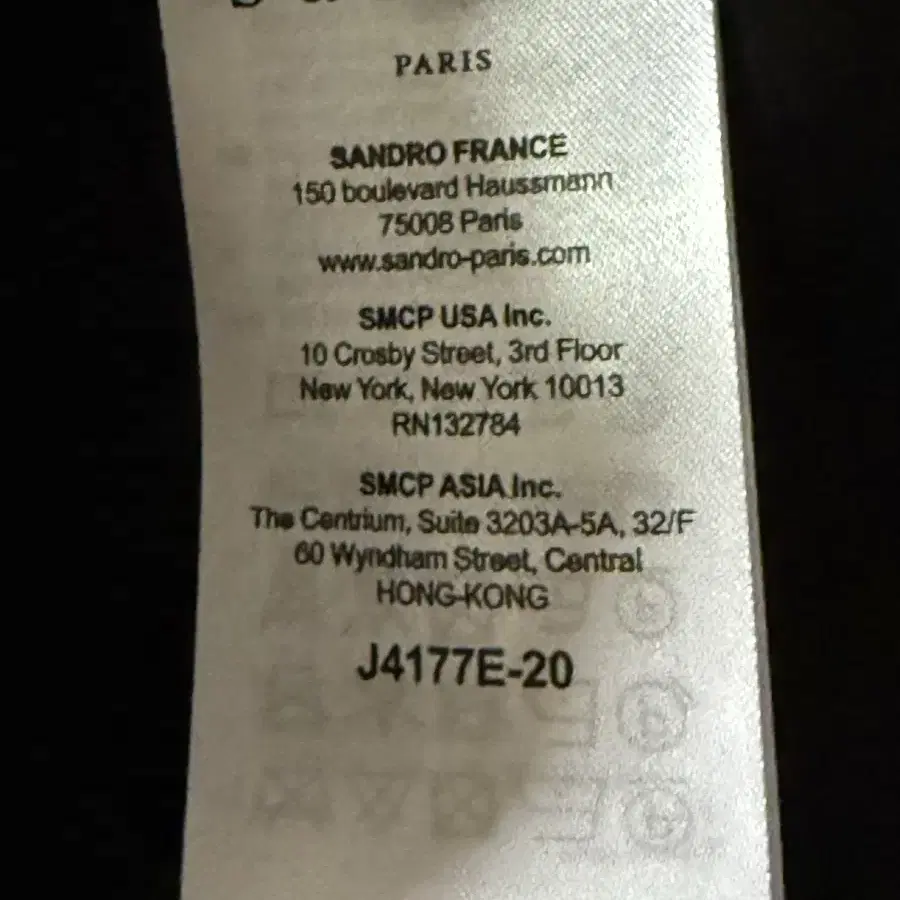 PARIS
SANDRO FRANCE
150 boulevard Haussmann
75008 Paris
www.sandro-paris.com
SMCP USA Inc.
10 Crosby Street, 3rd Floor
New York, New York 10013
RN132784
SMCP ASIA Inc.
The Centrium, Suite 3203A-5A, 32/F
60 Wyndham Street, Central
HONG-KONG
J4177E-20